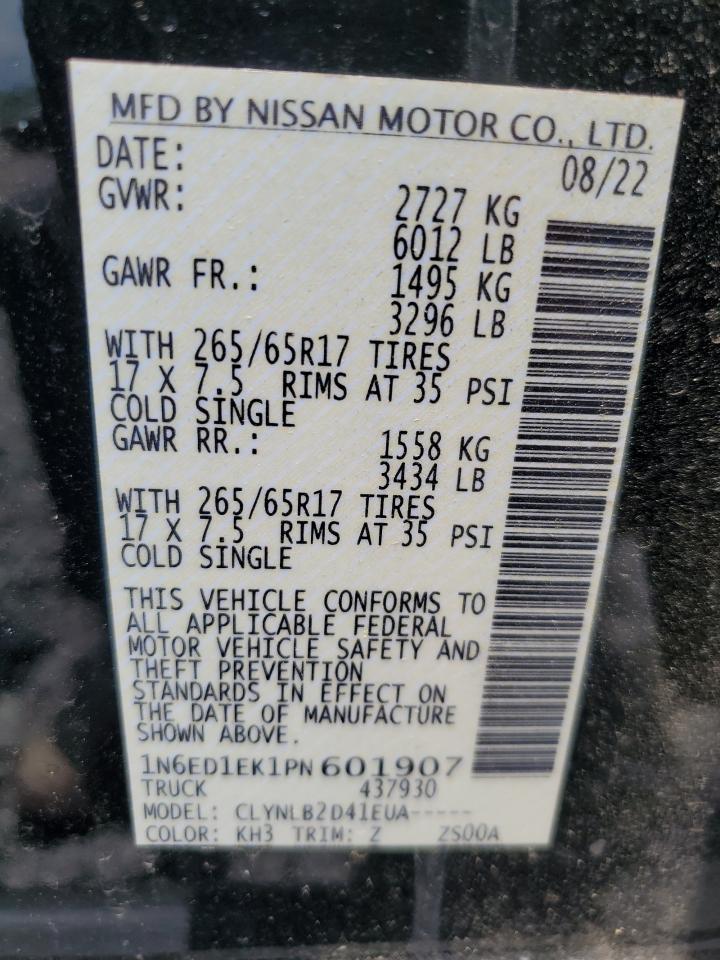 MFD BY NISSAN MOTOR CO., LTD.
DATE: 08/22
GVWR: 2727 KG
6012 LB
GAWR FR.: 1495 KG
3296 LB
WITH 265/65R17 TIRES
17 X 7.5 RIMS AT 35 PSI
COLD SINGLE
GAWR RR.: 1558 KG
3434 LB
WITH 265/65R17 TIRES
17 X 7.5 RIMS AT 35 PSI
COLD SINGLE
THIS VEHICLE CONFORMS TO
ALL APPLICABLE FEDERAL
MOTOR VEHICLE SAFETY AND
THEFT PREVENTION
STANDARDS IN EFFECT ON
THE DATE OF MANUFACTURE
SHOWN ABOVE.
1N6ED1EK1PN601907
TRUCK 437930
MODEL: CLYNLB2D41EUA-----
COLOR: KH3 TRIM: Z ZS00A